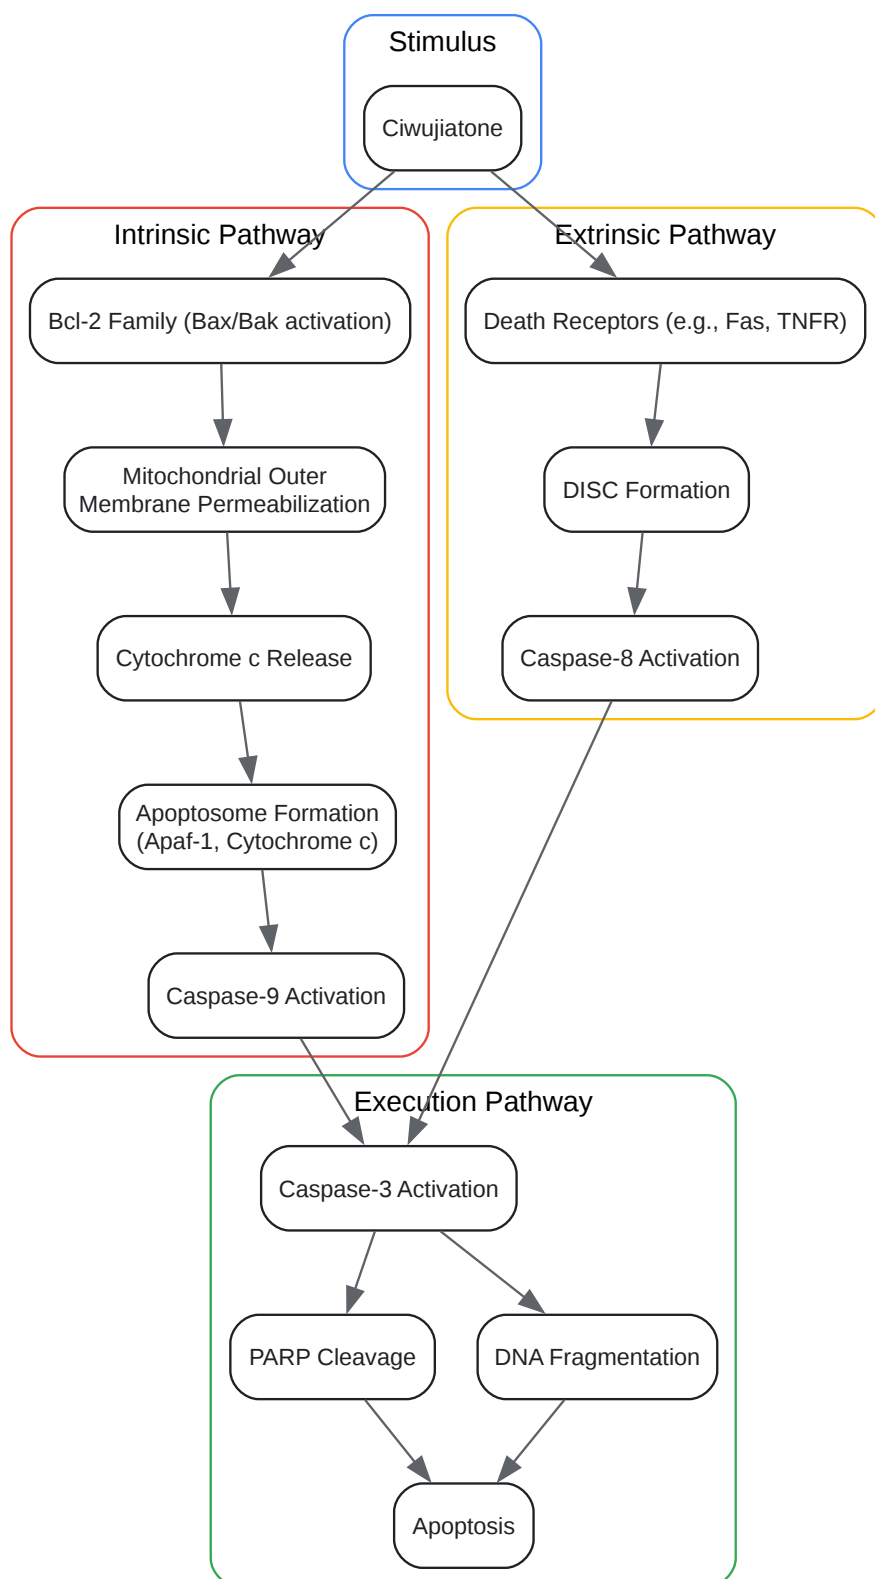 Stimulus
Ciwujiatone
Intrinsic Pathway
Bcl-2 Family (Bax/Bak activation)
Mitochondrial Outer
Membrane Permeabilization
Cytochrome c Release
Apoptosome Formation
(Apaf-1, Cytochrome c)
Caspase-9 Activation
Extrinsic Pathway
Death Receptors (e.g., Fas, TNFR)
DISC Formation
Caspase-8 Activation
Execution Pathway
Caspase-3 Activation
PARP Cleavage
DNA Fragmentation
Apoptosis